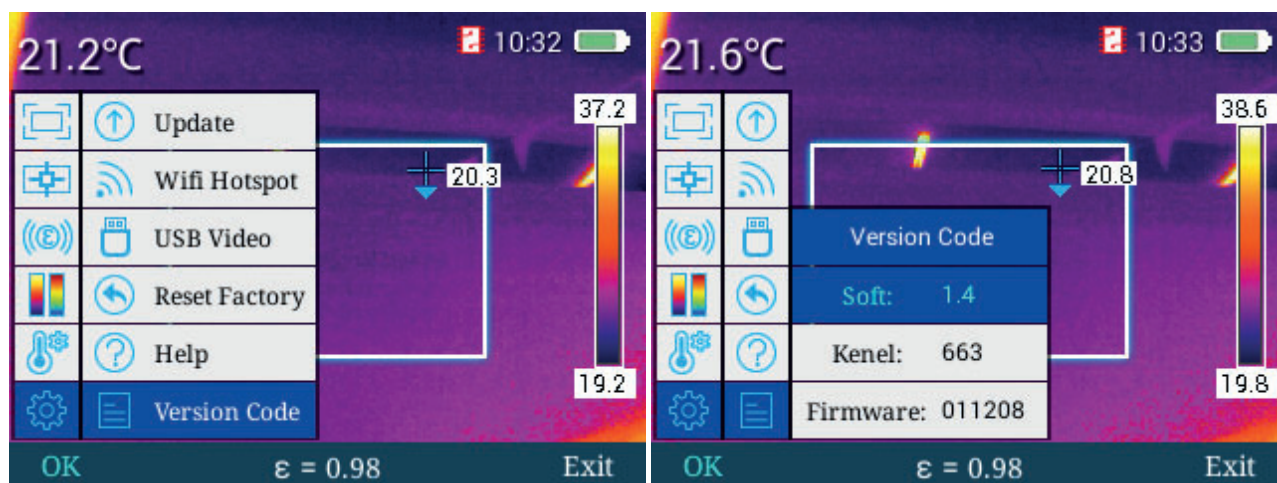 21.2°C
10:32
37.2
Update
Wifi Hotspot
20.3
((ε))
USB Video
Reset Factory
? Help
19.2
Version Code
OK
ε = 0.98
Exit
21.6°C
10:33
38.6
20.8
((ε))
Version Code
Soft: 1.4
? Kenel: 663
19.8
Firmware: 011208
OK
ε = 0.98
Exit